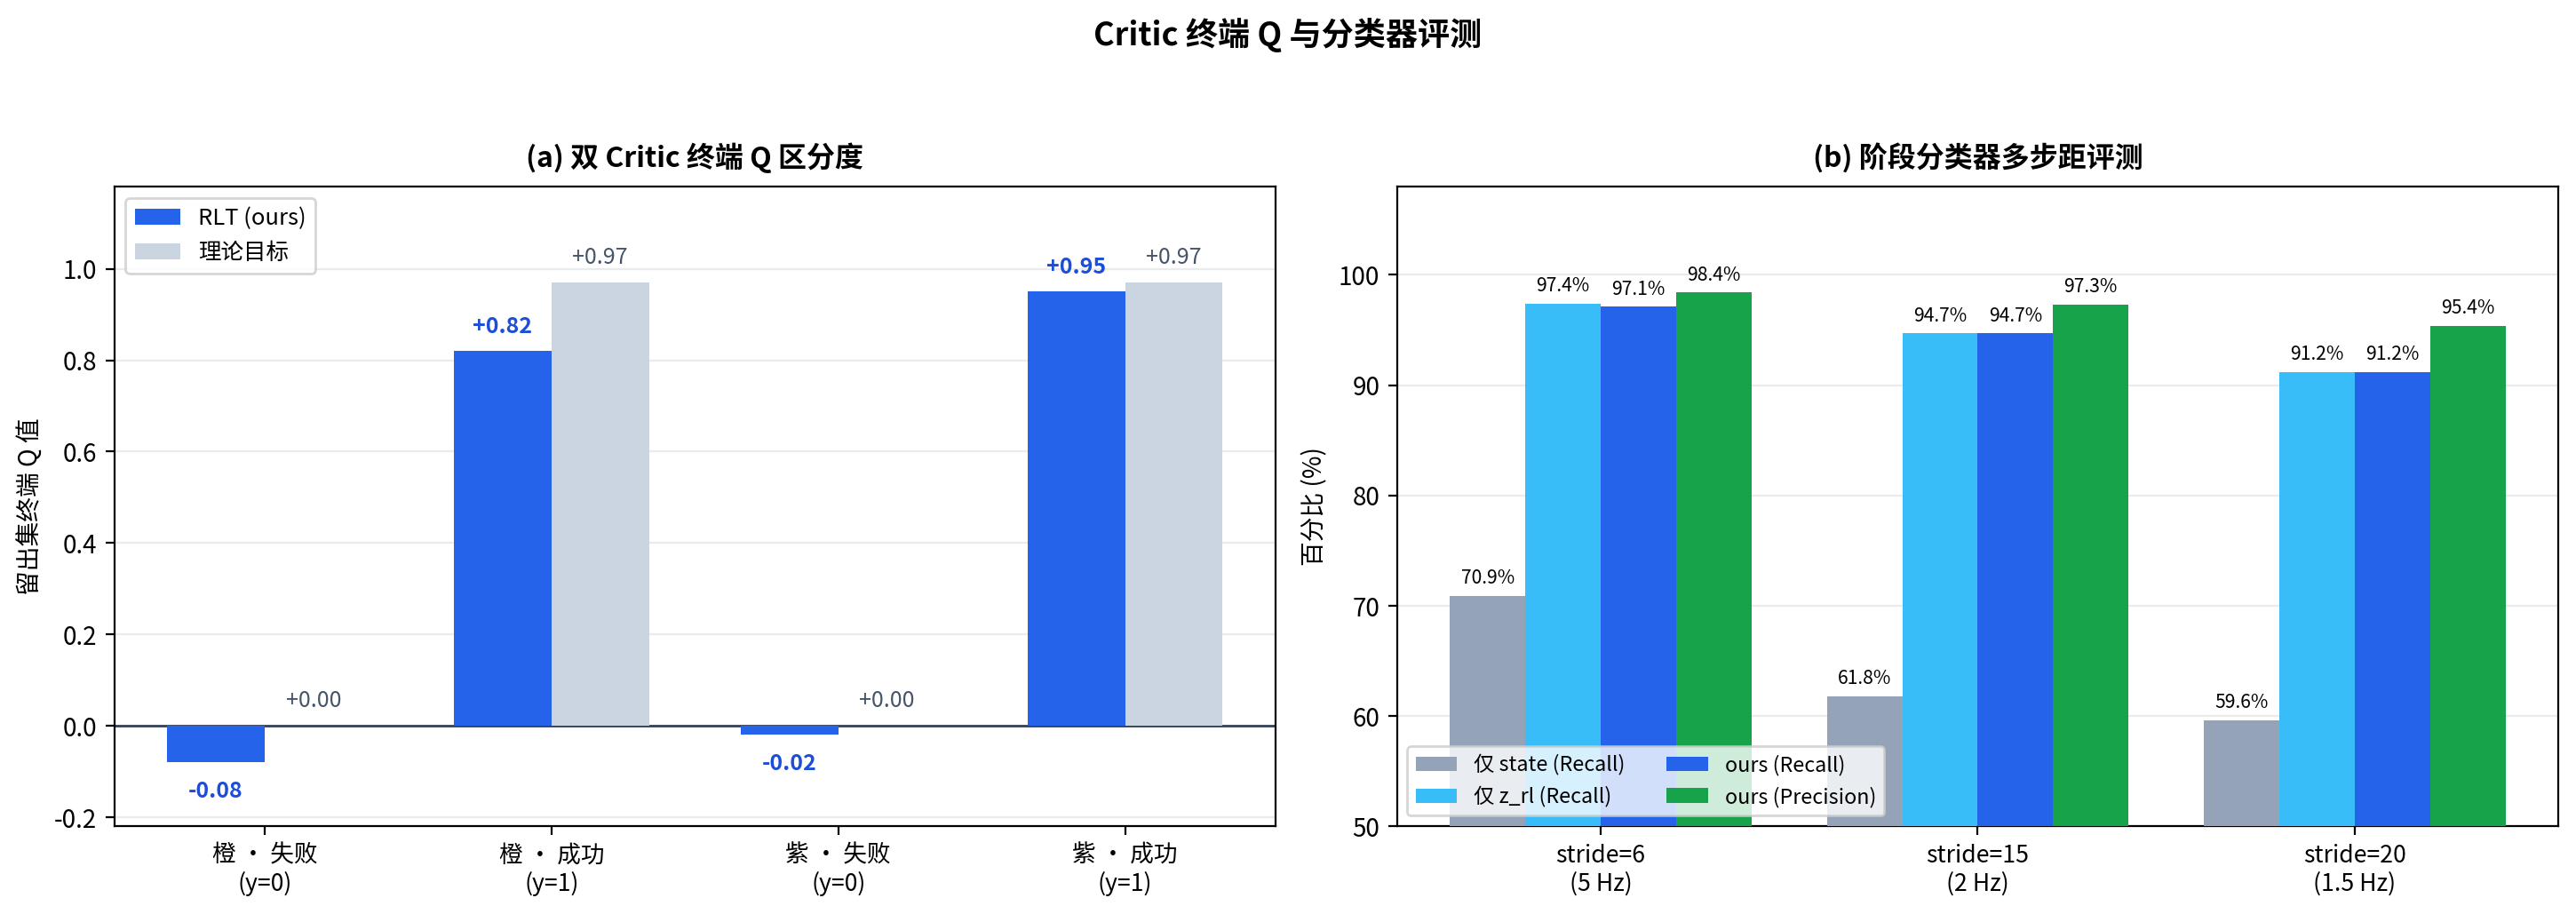 Critic 终端 Q 与分类器评测
(a) 双 Critic 终端 Q 区分度
RLT (ours)
理论目标
留出集终端 Q 值
1.0
0.8
0.6
0.4
0.2
0.0
-0.2
-0.08
+0.00
+0.82
+0.97
-0.02
+0.00
+0.95
+0.97
橙 · 失败
(y=0)
橙 · 成功
(y=1)
紫 · 失败
(y=0)
紫 · 成功
(y=1)
(b) 阶段分类器多步距评测
百分比 (%)
100
90
80
70
60
50
70.9%
97.4%
97.1%
98.4%
61.8%
94.7%
94.7%
97.3%
59.6%
91.2%
91.2%
95.4%
仅 state (Recall)
仅 z_rl (Recall)
ours (Recall)
ours (Precision)
stride=6
(5 Hz)
stride=15
(2 Hz)
stride=20
(1.5 Hz)